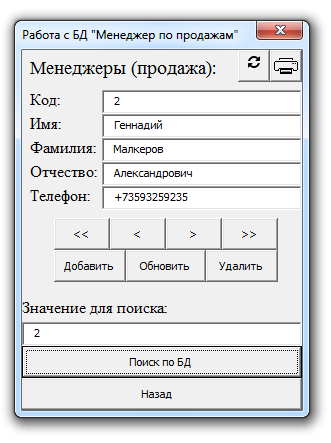 Работа с БД "Менеджер по продажам"
Менеджеры (продажа):
Код: 2
Имя: Геннадий
Фамилия: Малкеров
Отчество: Александрович
Телефон: +73593259235
<< < > >>
Добавить Обновить Удалить
Значение для поиска:
2
Поиск по БД
Назад